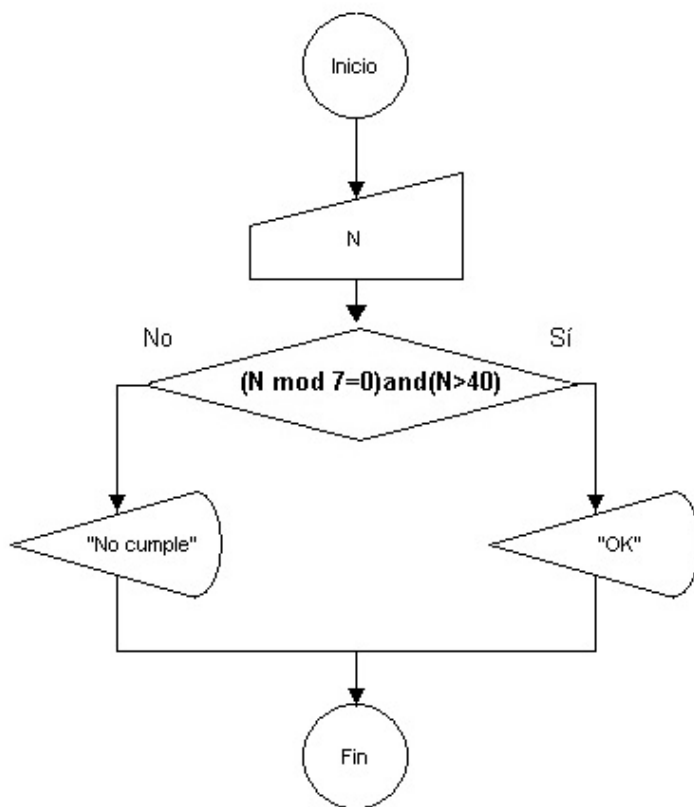 Inicio
N
No
Sí
(N mod 7=0)and(N>40)
"No cumple"
"OK"
Fin